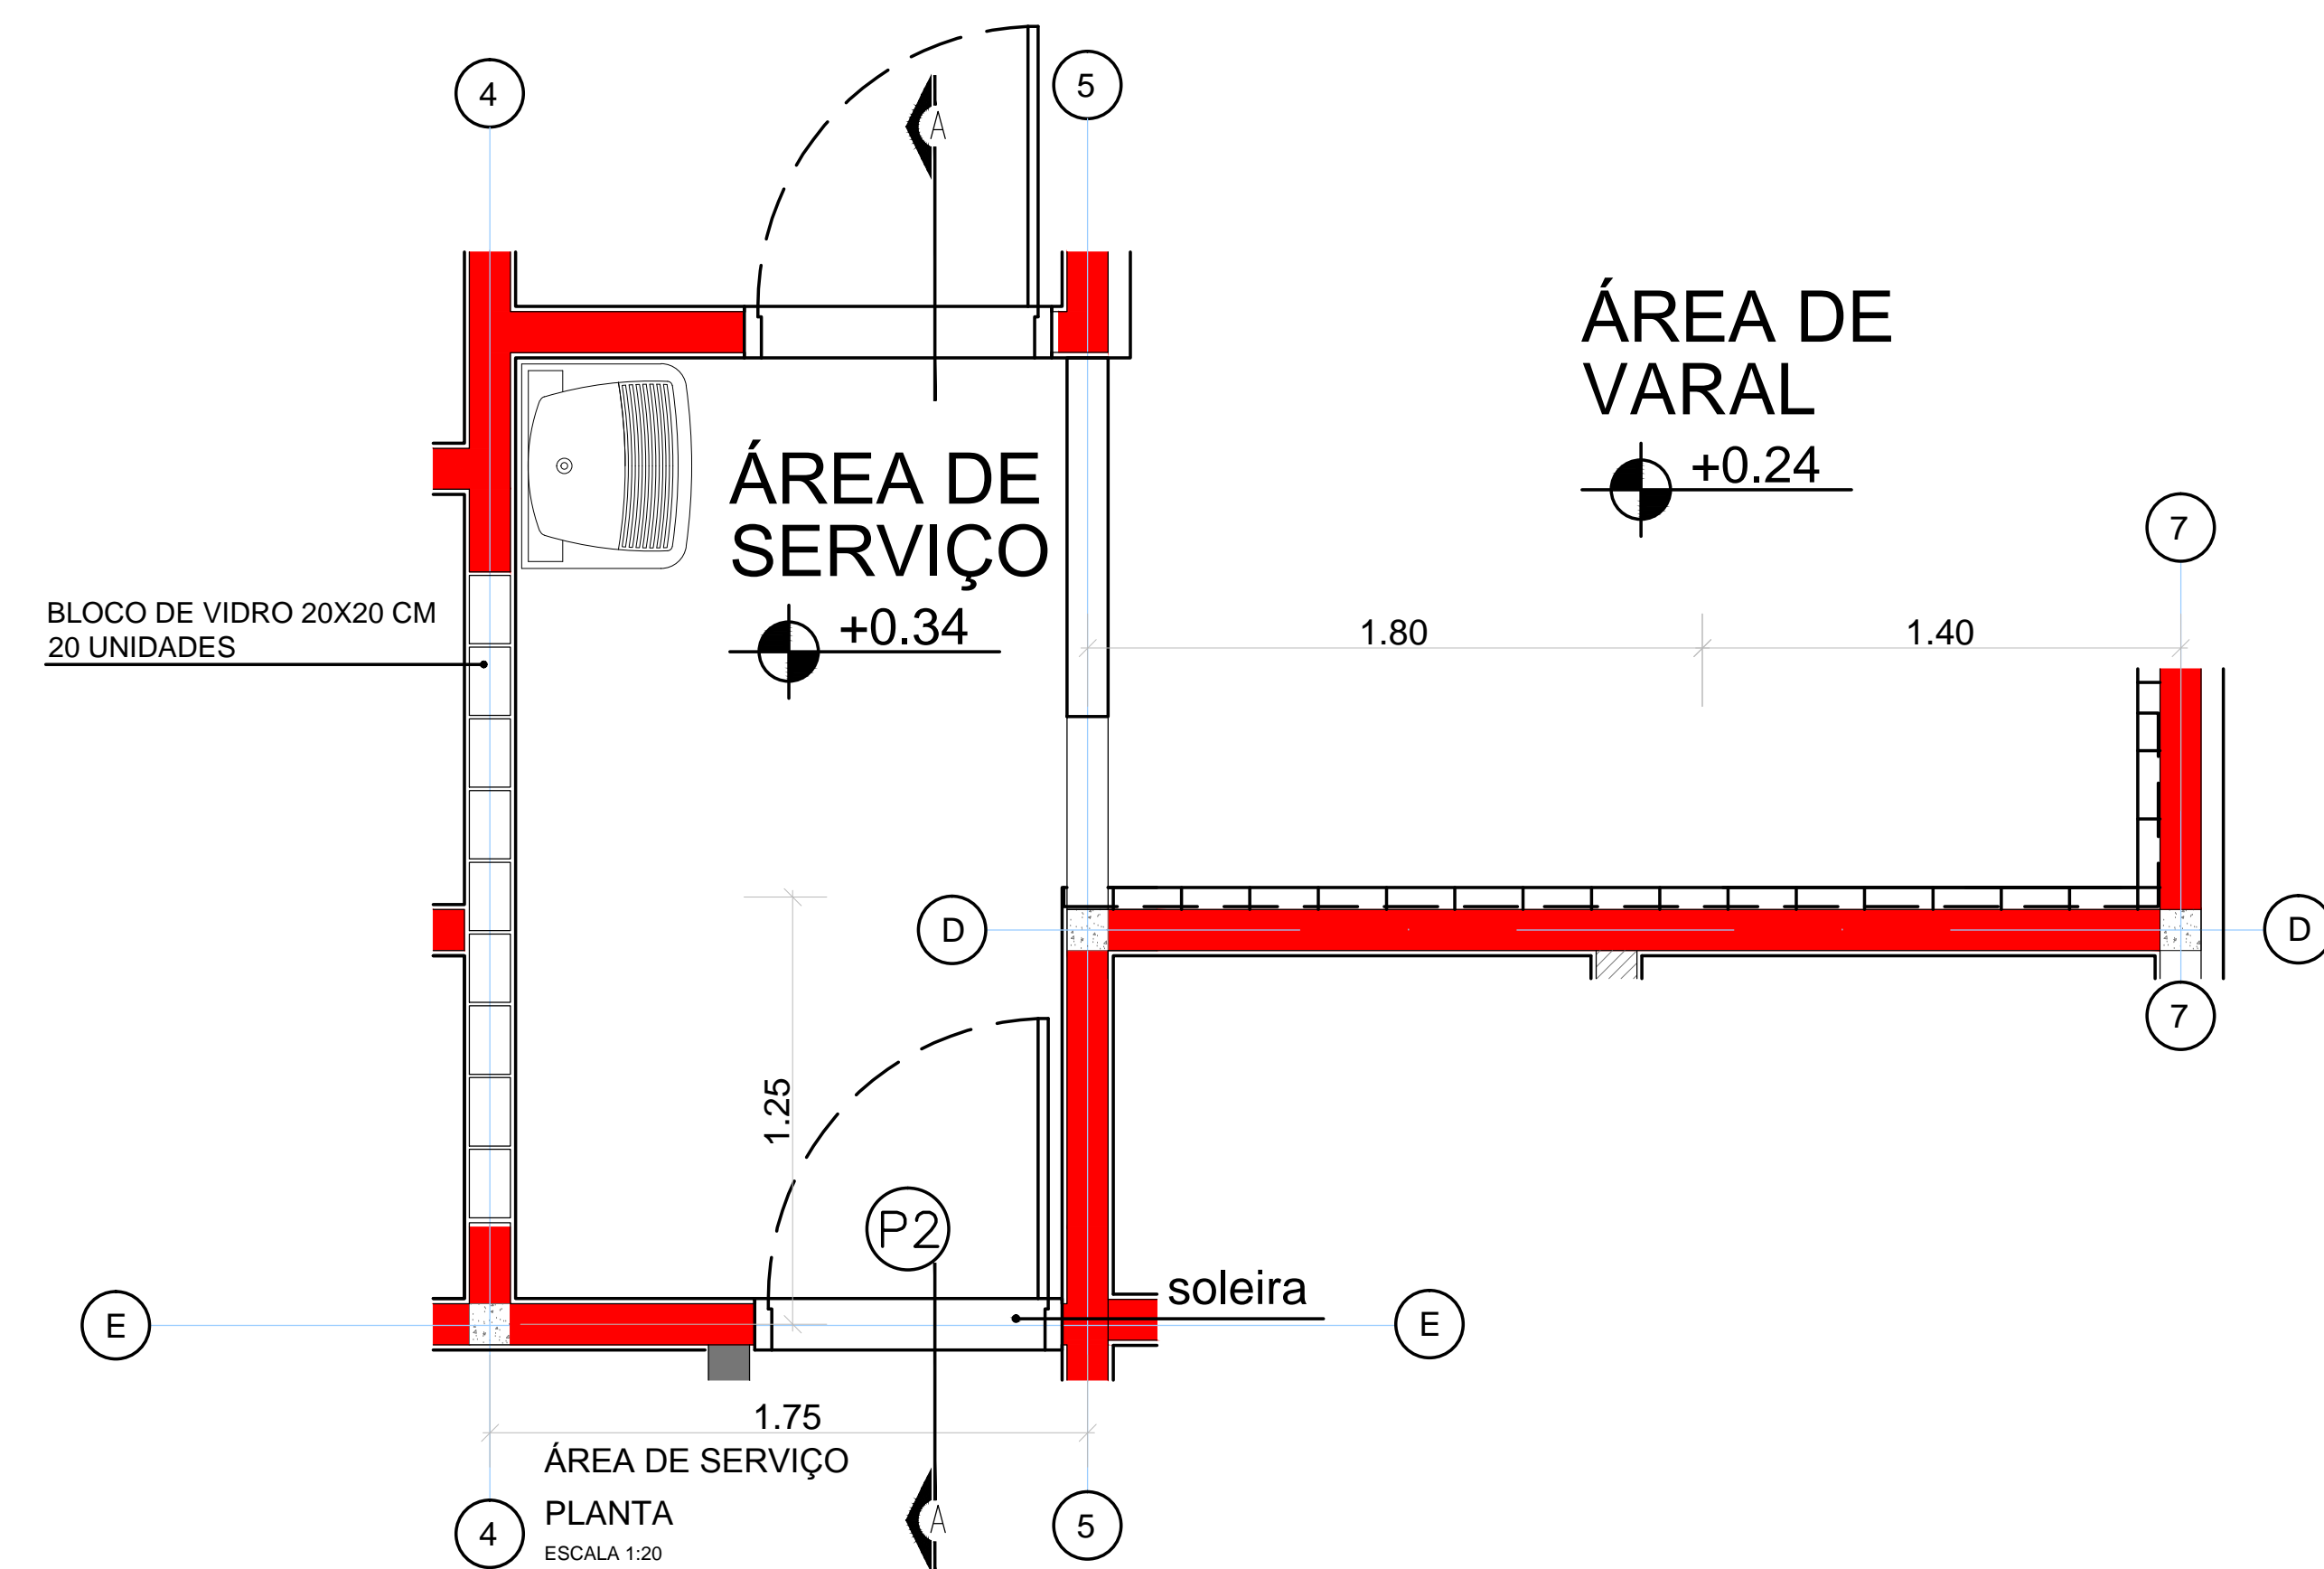 4
5
A
ÁREA DE
VARAL
+0.24
ÁREA DE
SERVIÇO
+0.34
7
BLOCO DE VIDRO 20X20 CM
20 UNIDADES
1.80
1.40
D
D
7
1.25
P2
soleira
E
E
1.75
ÁREA DE SERVIÇO
PLANTA
ESCALA 1:20
4
A
5